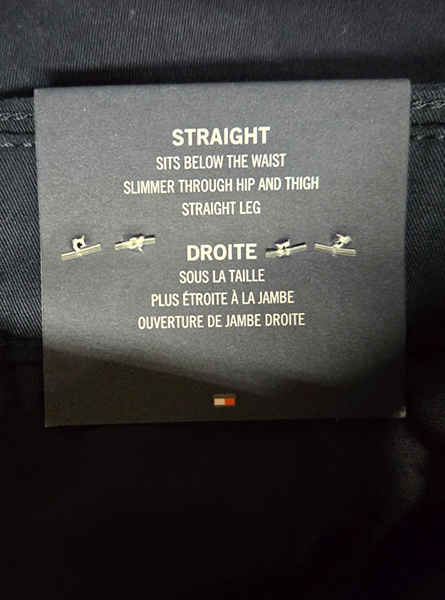 STRAIGHT
SITS BELOW THE WAIST
SLIMMER THROUGH HIP AND THIGH
STRAIGHT LEG
DROITE
SOUS LA TAILLE
PLUS ÉTROITE À LA JAMBE
OUVERTURE DE JAMBE DROITE